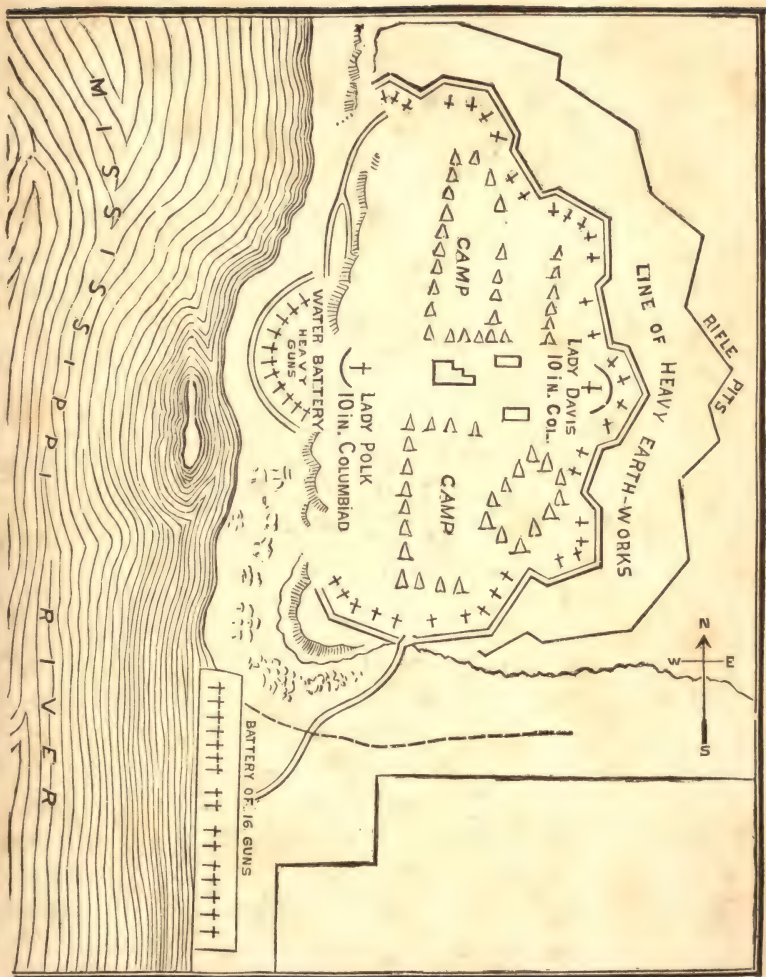 MISSISSIPPI RIVER
WATER BATTERY
HEAVY
GUNS
LADY POLK
10 IN. COLUMBIAD
CAMP
CAMP
LADY DAVIS
10 IN. COL.
LINE OF HEAVY EARTH-WORKS
RIFLE PITS
N
W E
S
BATTERY OF 16 GUNS